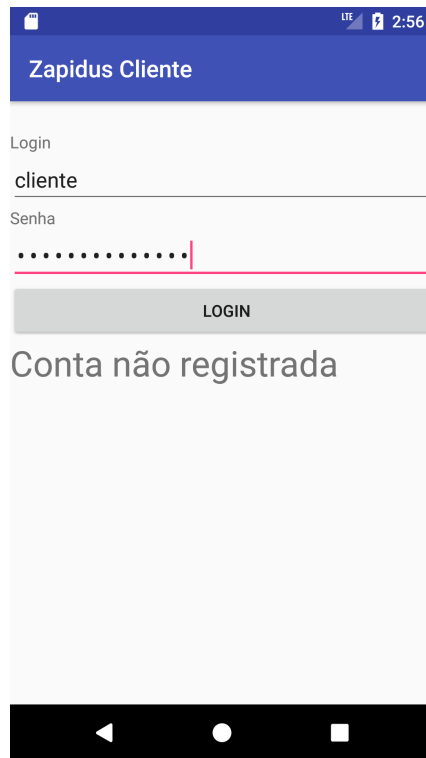 LTE 2:56
Zapidus Cliente
Login
cliente
Senha
••••••••••••••
LOGIN
Conta não registrada